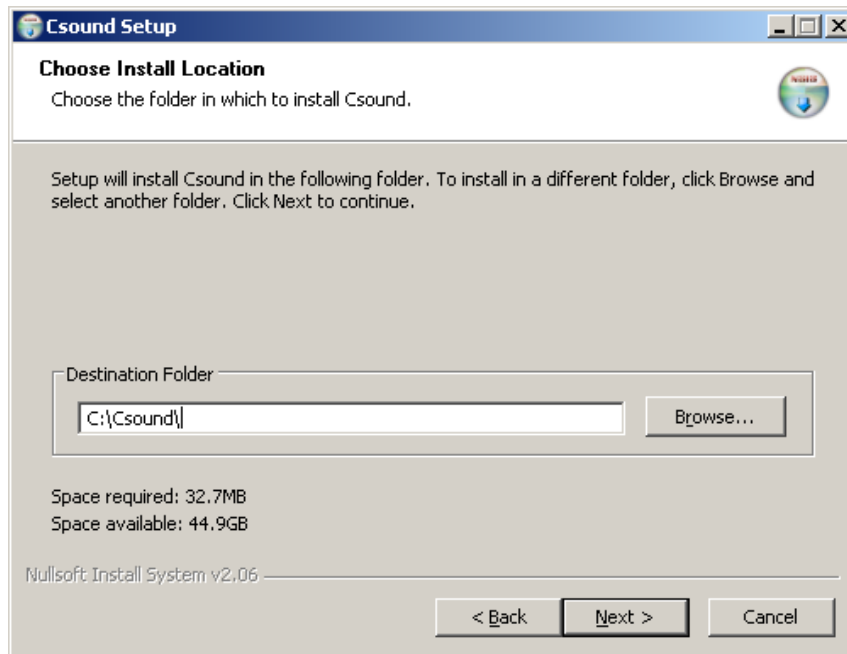 Csound Setup
Choose Install Location
Choose the folder in which to install Csound.
Setup will install Csound in the following folder. To install in a different folder, click Browse and
select another folder. Click Next to continue.
Destination Folder
C:\Csound\
Browse...
Space required: 32.7MB
Space available: 44.9GB
Nullsoft Install System v2.06
< Back
Next >
Cancel